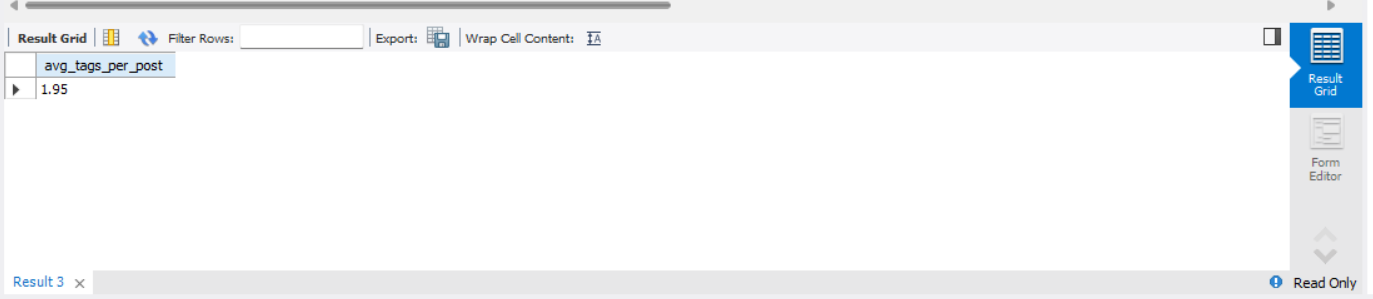 Result Grid Filter Rows: Export: Wrap Cell Content: IA
avg_tags_per_post
1.95
Result
Grid
Form
Editor
Result 3 ×
Read Only